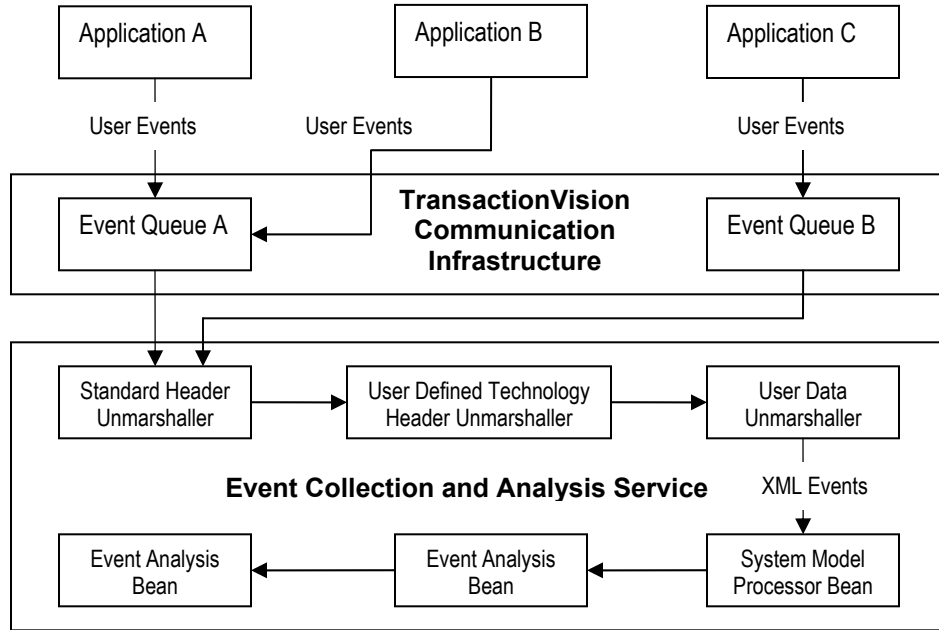 Application A
Application B
Application C
User Events
User Events
User Events
Event Queue A
TransactionVision
Communication
Infrastructure
Event Queue B
Standard Header
Unmarshaller
User Defined Technology
Header Unmarshaller
User Data
Unmarshaller
Event Collection and Analysis Service
XML Events
Event Analysis
Bean
Event Analysis
Bean
System Model
Processor Bean